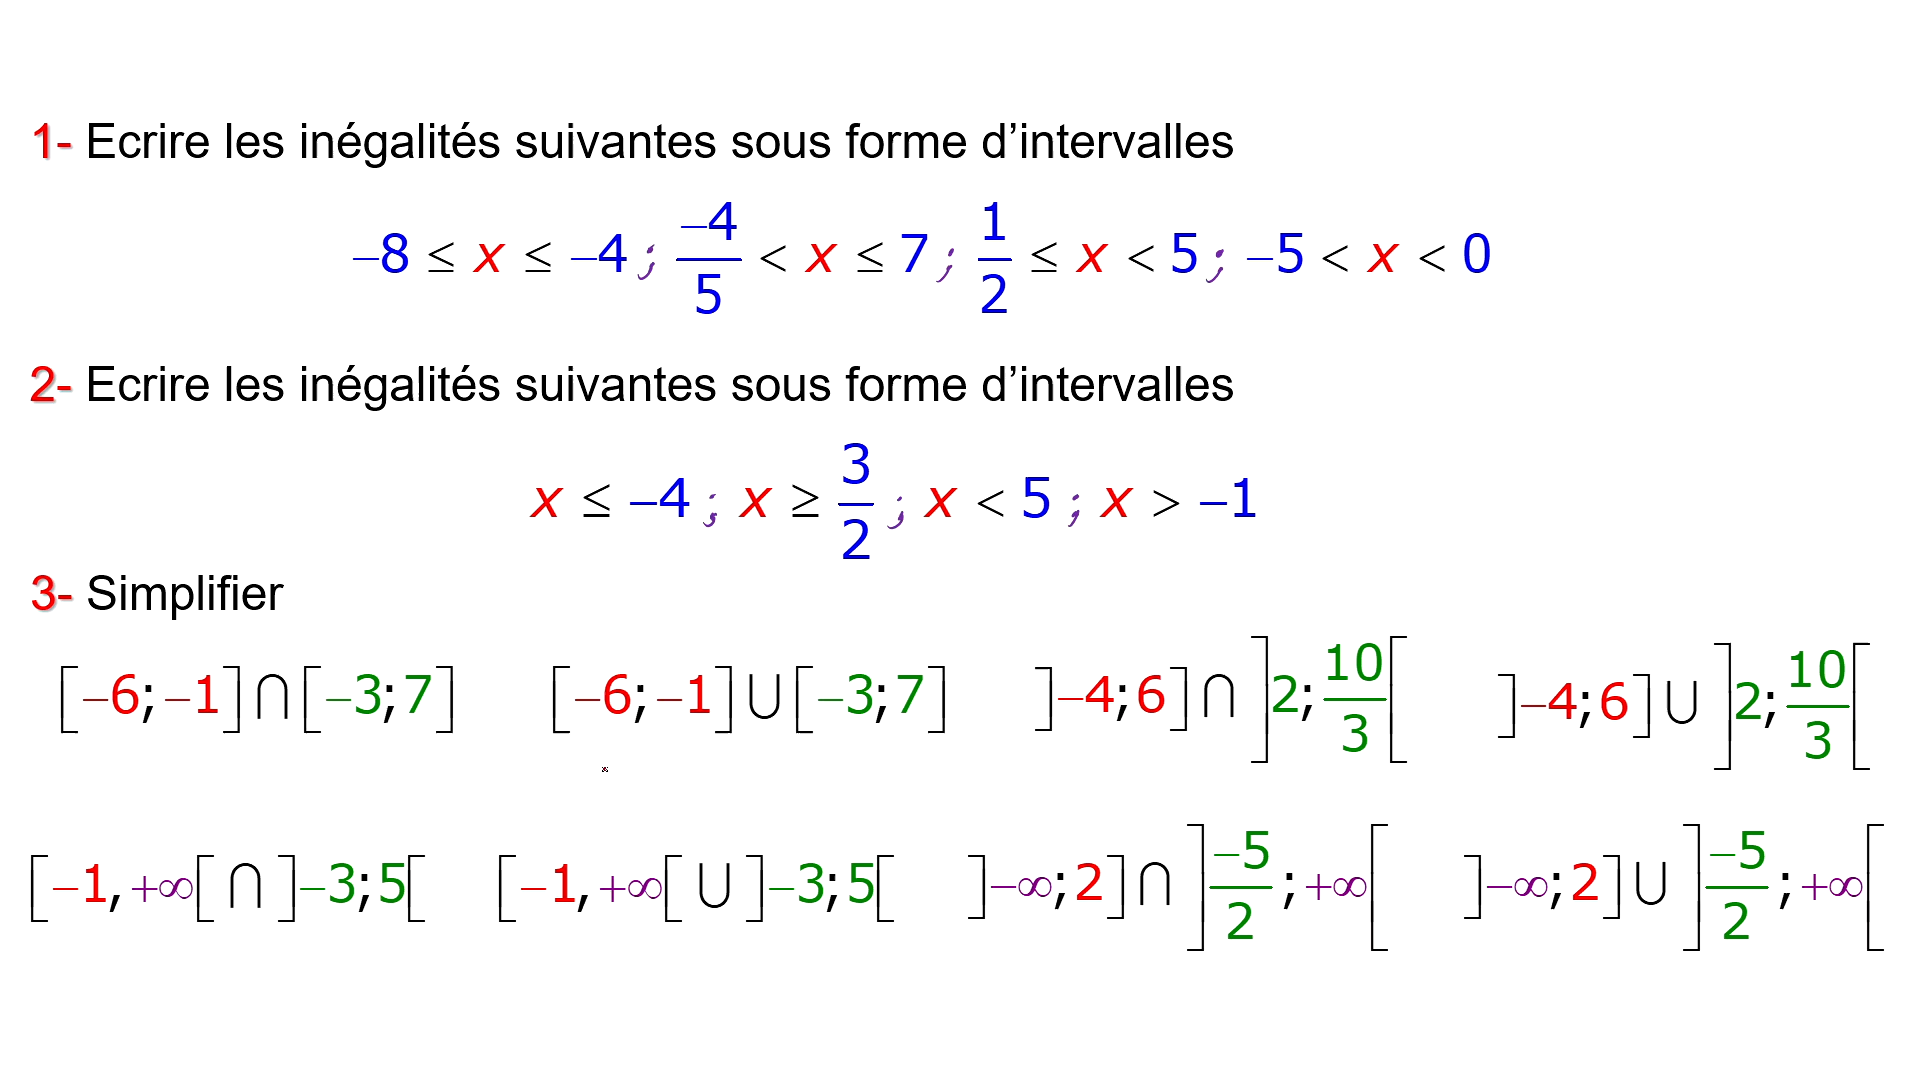 1- Ecrire les inégalités suivantes sous forme d’intervalles
–8 ≤ x ≤ –4 ; –4/5 < x ≤ 7 ; 1/2 ≤ x < 5 ; –5 < x < 0
2- Ecrire les inégalités suivantes sous forme d’intervalles
x ≤ –4 ; x ≥ 3/2 ; x < 5 ; x > –1
3- Simplifier
[–6;–1]∩[–3;7] [–6;–1]∪[–3;7] ]–4;6]∩]2;10/3[ ]–4;6]∪]2;10/3[
[–1,+∞[∩]–3;5[ [–1,+∞[∪]–3;5[ ]–∞;2]∩]–5/2;+∞[ ]–∞;2]∪]–5/2;+∞[